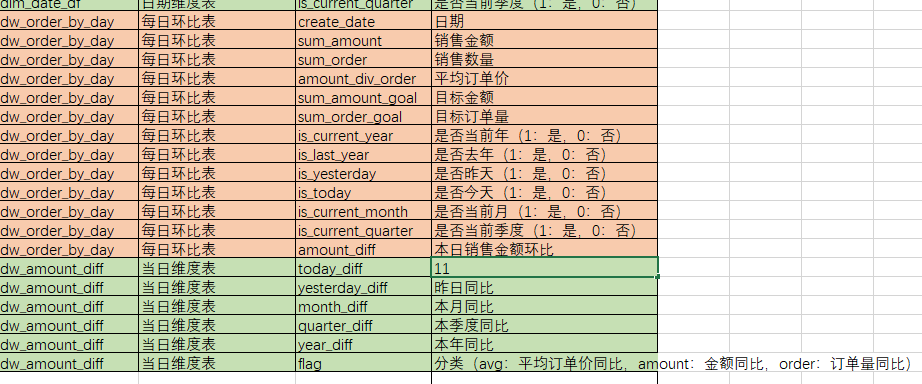 dim_date_df 日期维度表 is_current_quarter 是否当前季度（1：是，0：否）
dw_order_by_day 每日环比表 create_date 日期
dw_order_by_day 每日环比表 sum_amount 销售金额
dw_order_by_day 每日环比表 sum_order 销售数量
dw_order_by_day 每日环比表 amount_div_order 平均订单价
dw_order_by_day 每日环比表 sum_amount_goal 目标金额
dw_order_by_day 每日环比表 sum_order_goal 目标订单量
dw_order_by_day 每日环比表 is_current_year 是否当前年（1：是，0：否）
dw_order_by_day 每日环比表 is_last_year 是否去年（1：是，0：否）
dw_order_by_day 每日环比表 is_yesterday 是否昨天（1：是，0：否）
dw_order_by_day 每日环比表 is_today 是否今天（1：是，0：否）
dw_order_by_day 每日环比表 is_current_month 是否当前月（1：是，0：否）
dw_order_by_day 每日环比表 is_current_quarter 是否当前季度（1：是，0：否）
dw_order_by_day 每日环比表 amount_diff 本日销售金额环比
dw_amount_diff 当日维度表 today_diff 11
dw_amount_diff 当日维度表 yesterday_diff 昨日同比
dw_amount_diff 当日维度表 month_diff 本月同比
dw_amount_diff 当日维度表 quarter_diff 本季度同比
dw_amount_diff 当日维度表 year_diff 本年同比
dw_amount_diff 当日维度表 flag 分类（avg：平均订单价同比，amount：金额同比，order：订单量同比）